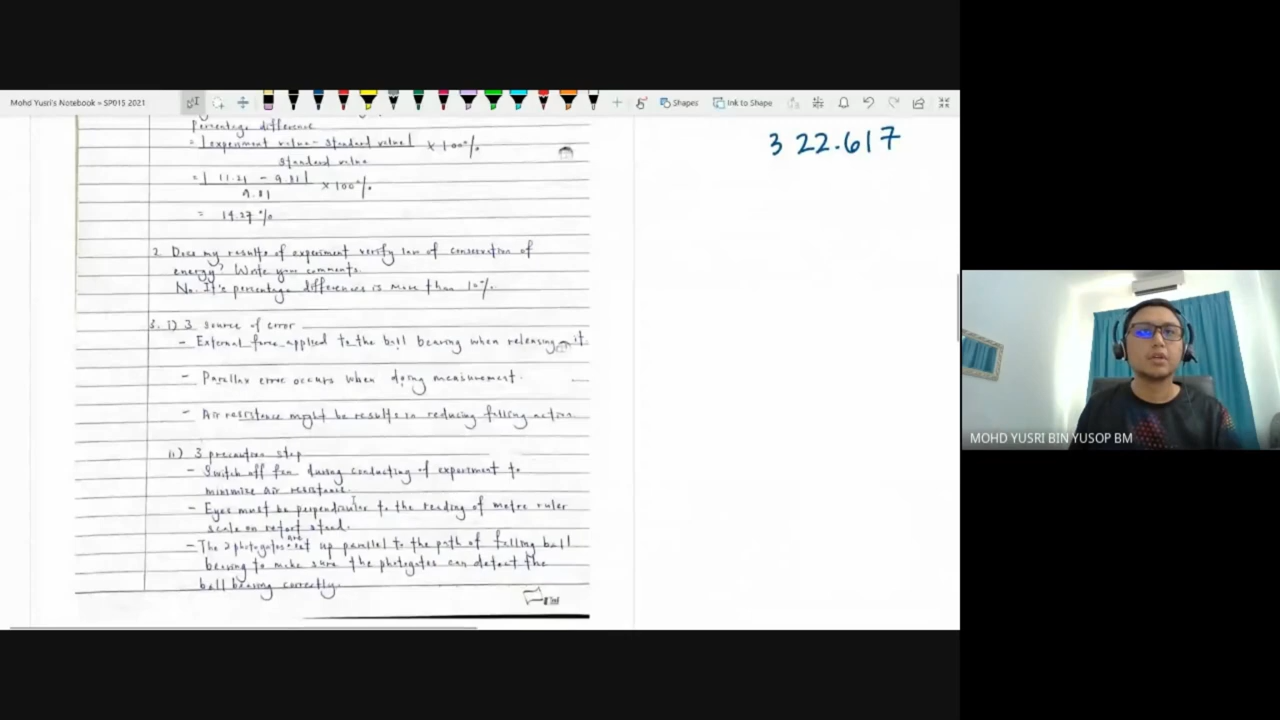 Mohd Yusri's Notebook » SP015 2021
Shapes
Ink to Shape
percentage difference
= |experiment value - standard value| × 100%
standard value
= | 11.21 - 9.81| × 100%
9.81
= 14.27 %
2. Does my results of experiment verify law of conservation of
energy? Write your comments.
No. It's percentage differences is more than 10%.
3. i) 3 source of error
- External force applied to the ball bearing when releasing it
- Parallax error occurs when doing measurement.
- Air resistance might be results in reducing falling action
ii) 3 precaution step
- Switch off fan during conducting of experiment to
minimize air resistance.
- Eyes must be perpendicular to the reading of metre ruler
scale on retort stand.
- The 2 photogates are set up parallel to the path of falling ball
bearing to make sure the photogates can detect the
ball bearing correctly.
3 22.617
MOHD YUSRI BIN YUSOP BM